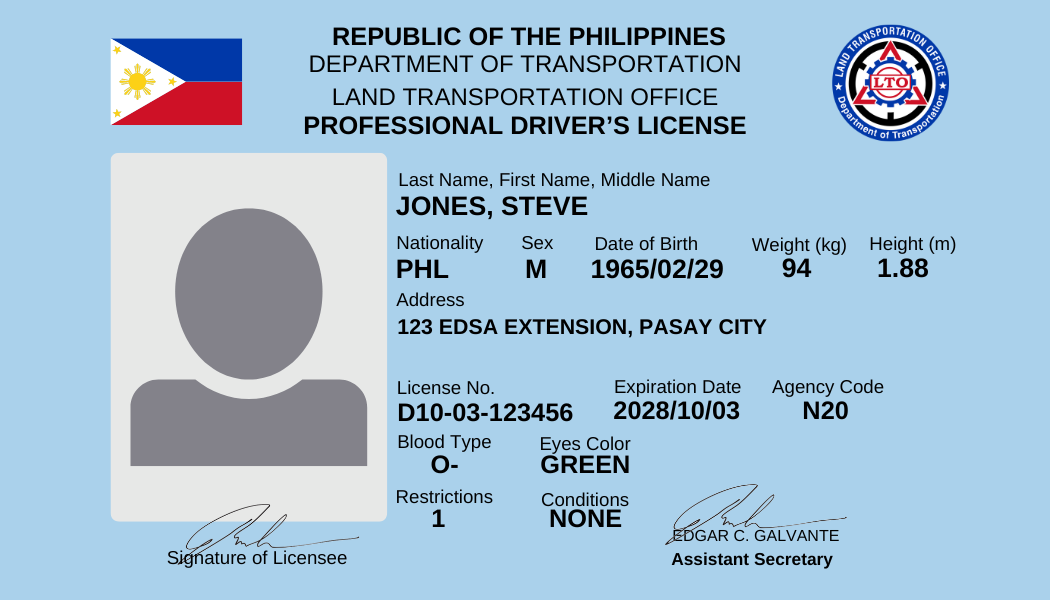 REPUBLIC OF THE PHILIPPINES
DEPARTMENT OF TRANSPORTATION
LAND TRANSPORTATION OFFICE
PROFESSIONAL DRIVER’S LICENSE
LAND TRANSPORTATION OFFICE
LTO
Department of Transportation
Last Name, First Name, Middle Name
JONES, STEVE
Nationality Sex Date of Birth Weight (kg) Height (m)
PHL M 1965/02/29 94 1.88
Address
123 EDSA EXTENSION, PASAY CITY
License No. Expiration Date Agency Code
D10-03-123456 2028/10/03 N20
Blood Type Eyes Color
O- GREEN
Restrictions Conditions
1 NONE
Signature of Licensee
EDGAR C. GALVANTE
Assistant Secretary